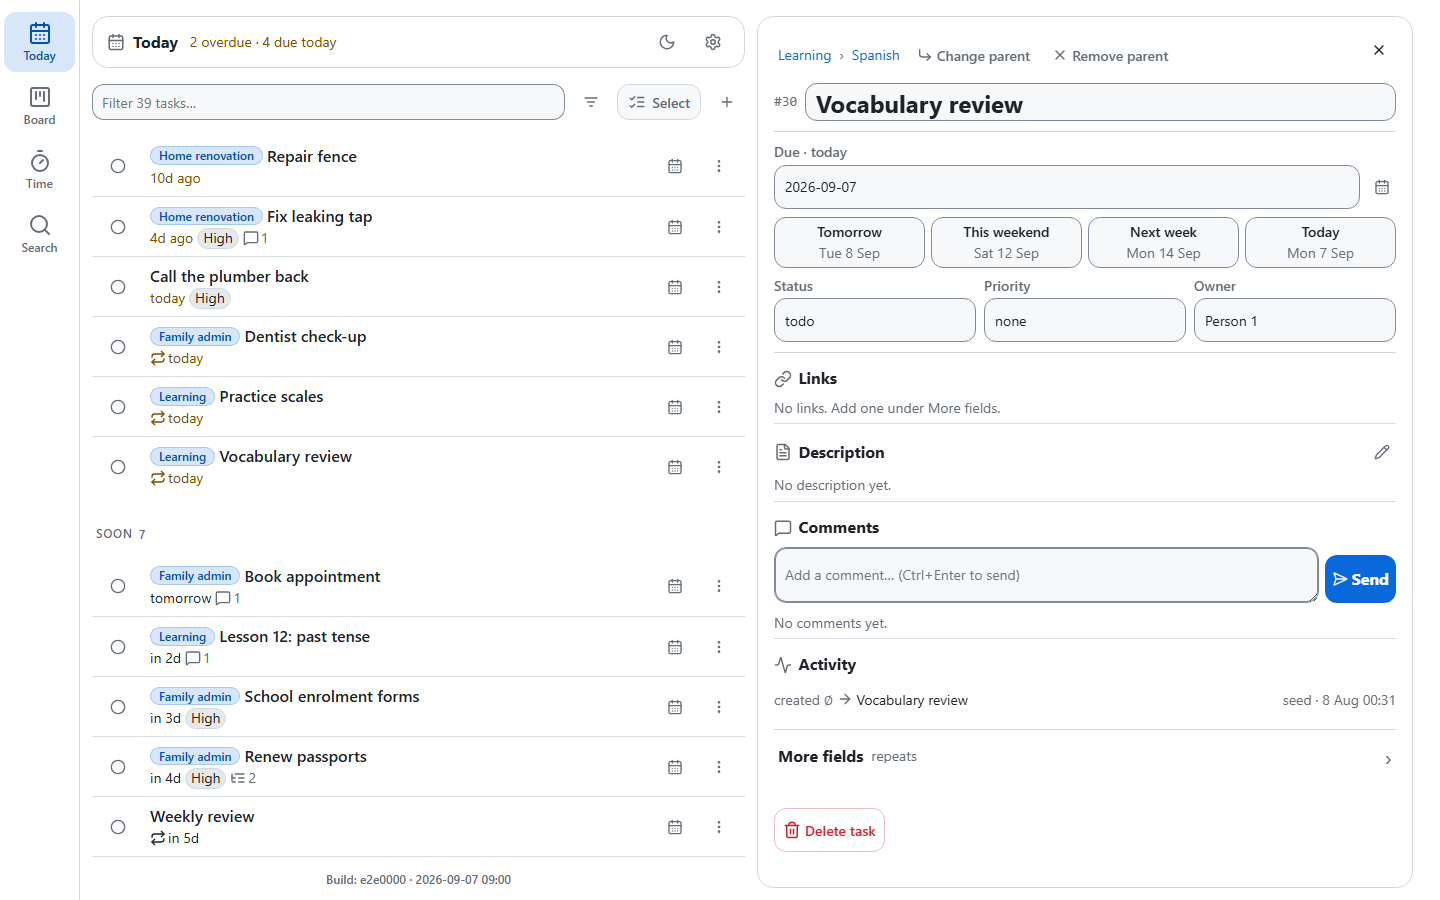 Today
Board
Time
Search
Today 2 overdue · 4 due today
Filter 39 tasks...
Select
Home renovation Repair fence
10d ago
Home renovation Fix leaking tap
4d ago High 1
Call the plumber back
today High
Family admin Dentist check-up
today
Learning Practice scales
today
Learning Vocabulary review
today
SOON 7
Family admin Book appointment
tomorrow 1
Learning Lesson 12: past tense
in 2d 1
Family admin School enrolment forms
in 3d High
Family admin Renew passports
in 4d High 2
Weekly review
in 5d
Build: e2e0000 · 2026-09-07 09:00
Learning › Spanish Change parent Remove parent
#30 Vocabulary review
Due · today
2026-09-07
Tomorrow
Tue 8 Sep
This weekend
Sat 12 Sep
Next week
Mon 14 Sep
Today
Mon 7 Sep
Status
todo
Priority
none
Owner
Person 1
Links
No links. Add one under More fields.
Description
No description yet.
Comments
Add a comment... (Ctrl+Enter to send)
Send
No comments yet.
Activity
created ∅ → Vocabulary review seed · 8 Aug 00:31
More fields repeats
Delete task